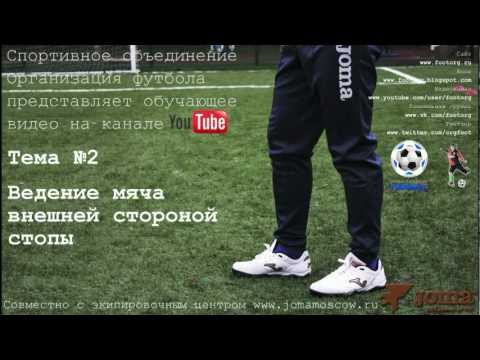 Спортивное объединение
Организация футбола
представляет обучающее
видео на канале YouTube
Тема №2
Ведение мяча
внешней стороной
стопы
Joma
Сайт
www.footorg.ru
www.youtube.com/user/footorg
www.vk.com/footorg
www.twitter.com/orgfoot
Совместно с экипировочным центром www.jomamoscow.ru
Joma